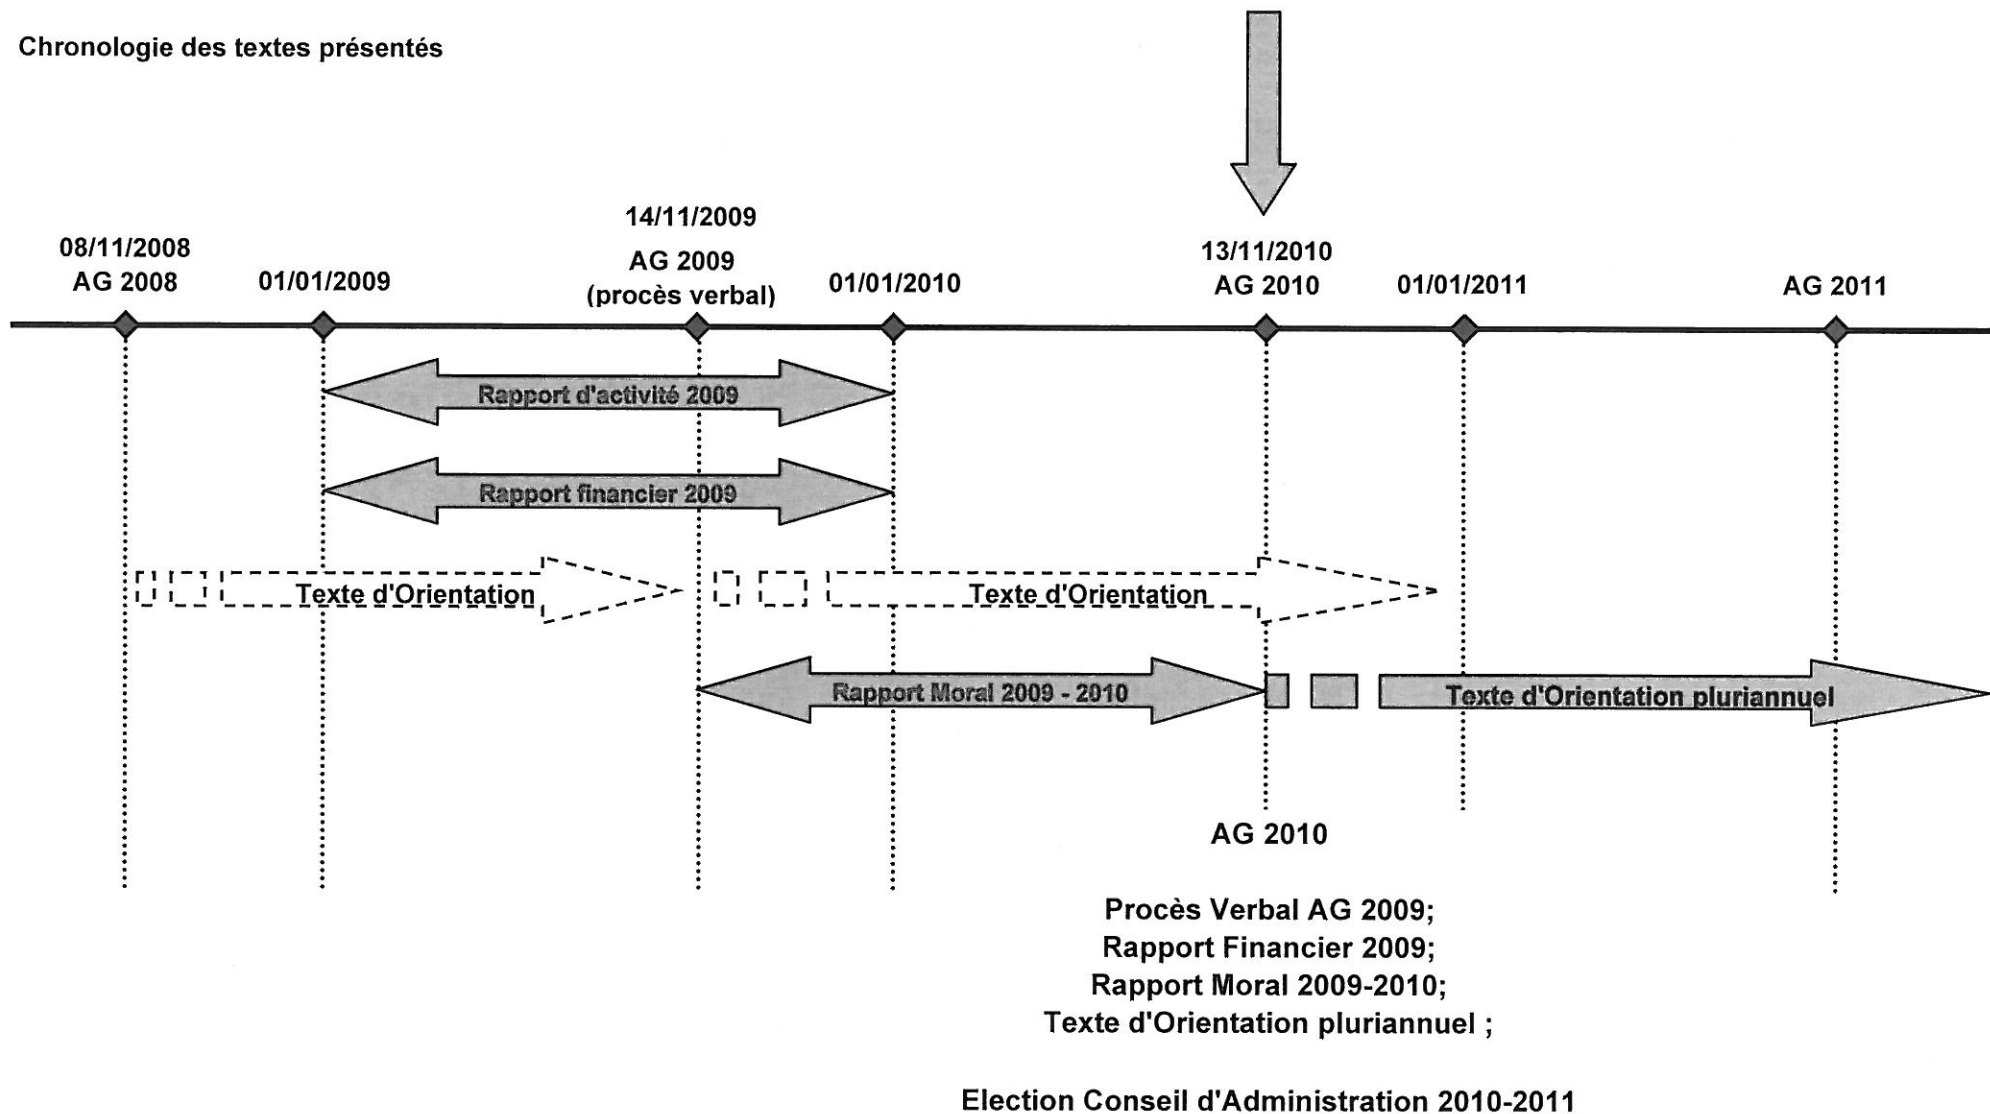 Chronologie des textes présentés
14/11/2009
08/11/2008
AG 2008
01/01/2009
AG 2009
(procès verbal)
01/01/2010
13/11/2010
AG 2010
01/01/2011
AG 2011
Rapport d'activité 2009
Rapport financier 2009
Texte d'Orientation
Texte d'Orientation
Rapport Moral 2009 - 2010
Texte d'Orientation pluriannuel
AG 2010
Procès Verbal AG 2009;
Rapport Financier 2009;
Rapport Moral 2009-2010;
Texte d'Orientation pluriannuel ;
Election Conseil d'Administration 2010-2011